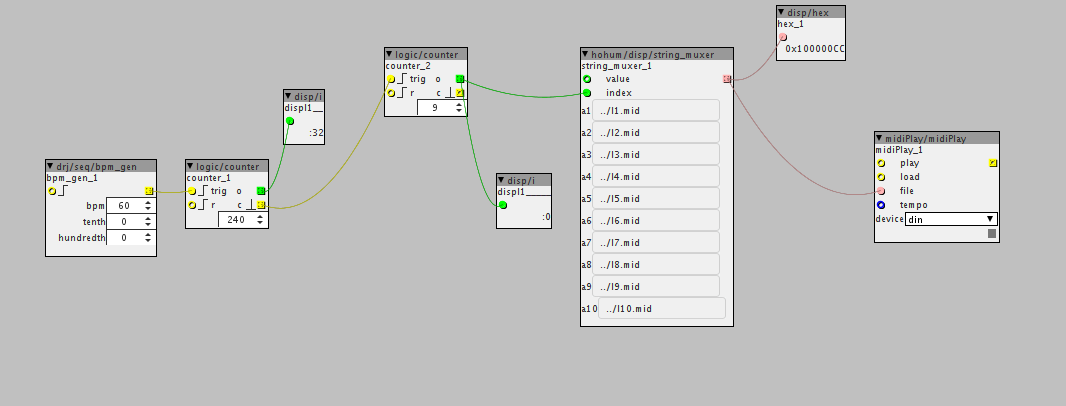 drj/seq/bpm_gen
bpm_gen_1
bpm 60
tenth 0
hundredth 0
logic/counter
counter_1
trig o
r c
240
disp/i
displ1__
:32
logic/counter
counter_2
trig o
r c
9
disp/i
displ1____
:0
hohum/disp/string_muxer
string_muxer_1
value
index
a1 ../l1.mid
a2 ../l2.mid
a3 ../l3.mid
a4 ../l4.mid
a5 ../l5.mid
a6 ../l6.mid
a7 ../l7.mid
a8 ../l8.mid
a9 ../l9.mid
a10 ../l10.mid
disp/hex
hex_1
0x100000CC
midiPlay/midiPlay
midiPlay_1
play
load
file
tempo
device din